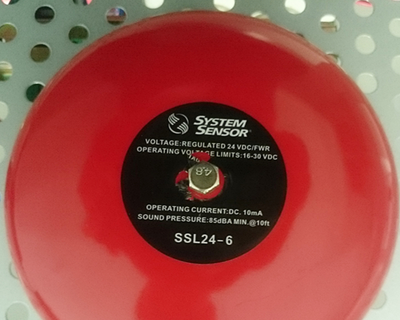 SYSTEM
SENSOR®
VOLTAGE:REGULATED 24 VDC/FWR
OPERATING VOLTAGE LIMITS:16-30 VDC
48
OPERATING CURRENT:DC. 10mA
SOUND PRESSURE:85dBA MIN.@10ft
SSL24-6